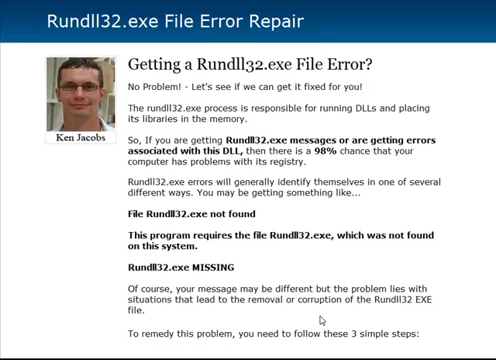 Rundll32.exe File Error Repair
Getting a Rundll32.exe File Error?
No Problem! - Let's see if we can get it fixed for you!
The rundll32.exe process is responsible for running DLLs and placing
its libraries in the memory.
Ken Jacobs
So, If you are getting Rundll32.exe messages or are getting errors
associated with this DLL, then there is a 98% chance that your
computer has problems with its registry.
Rundll32.exe errors will generally identify themselves in one of several
different ways. You may be getting something like...
File Rundll32.exe not found
This program requires the file Rundll32.exe, which was not found
on this system.
Rundll32.exe MISSING
Of course, your message may be different but the problem lies with
situations that lead to the removal or corruption of the Rundll32 EXE
file.
To remedy this problem, you need to follow these 3 simple steps: